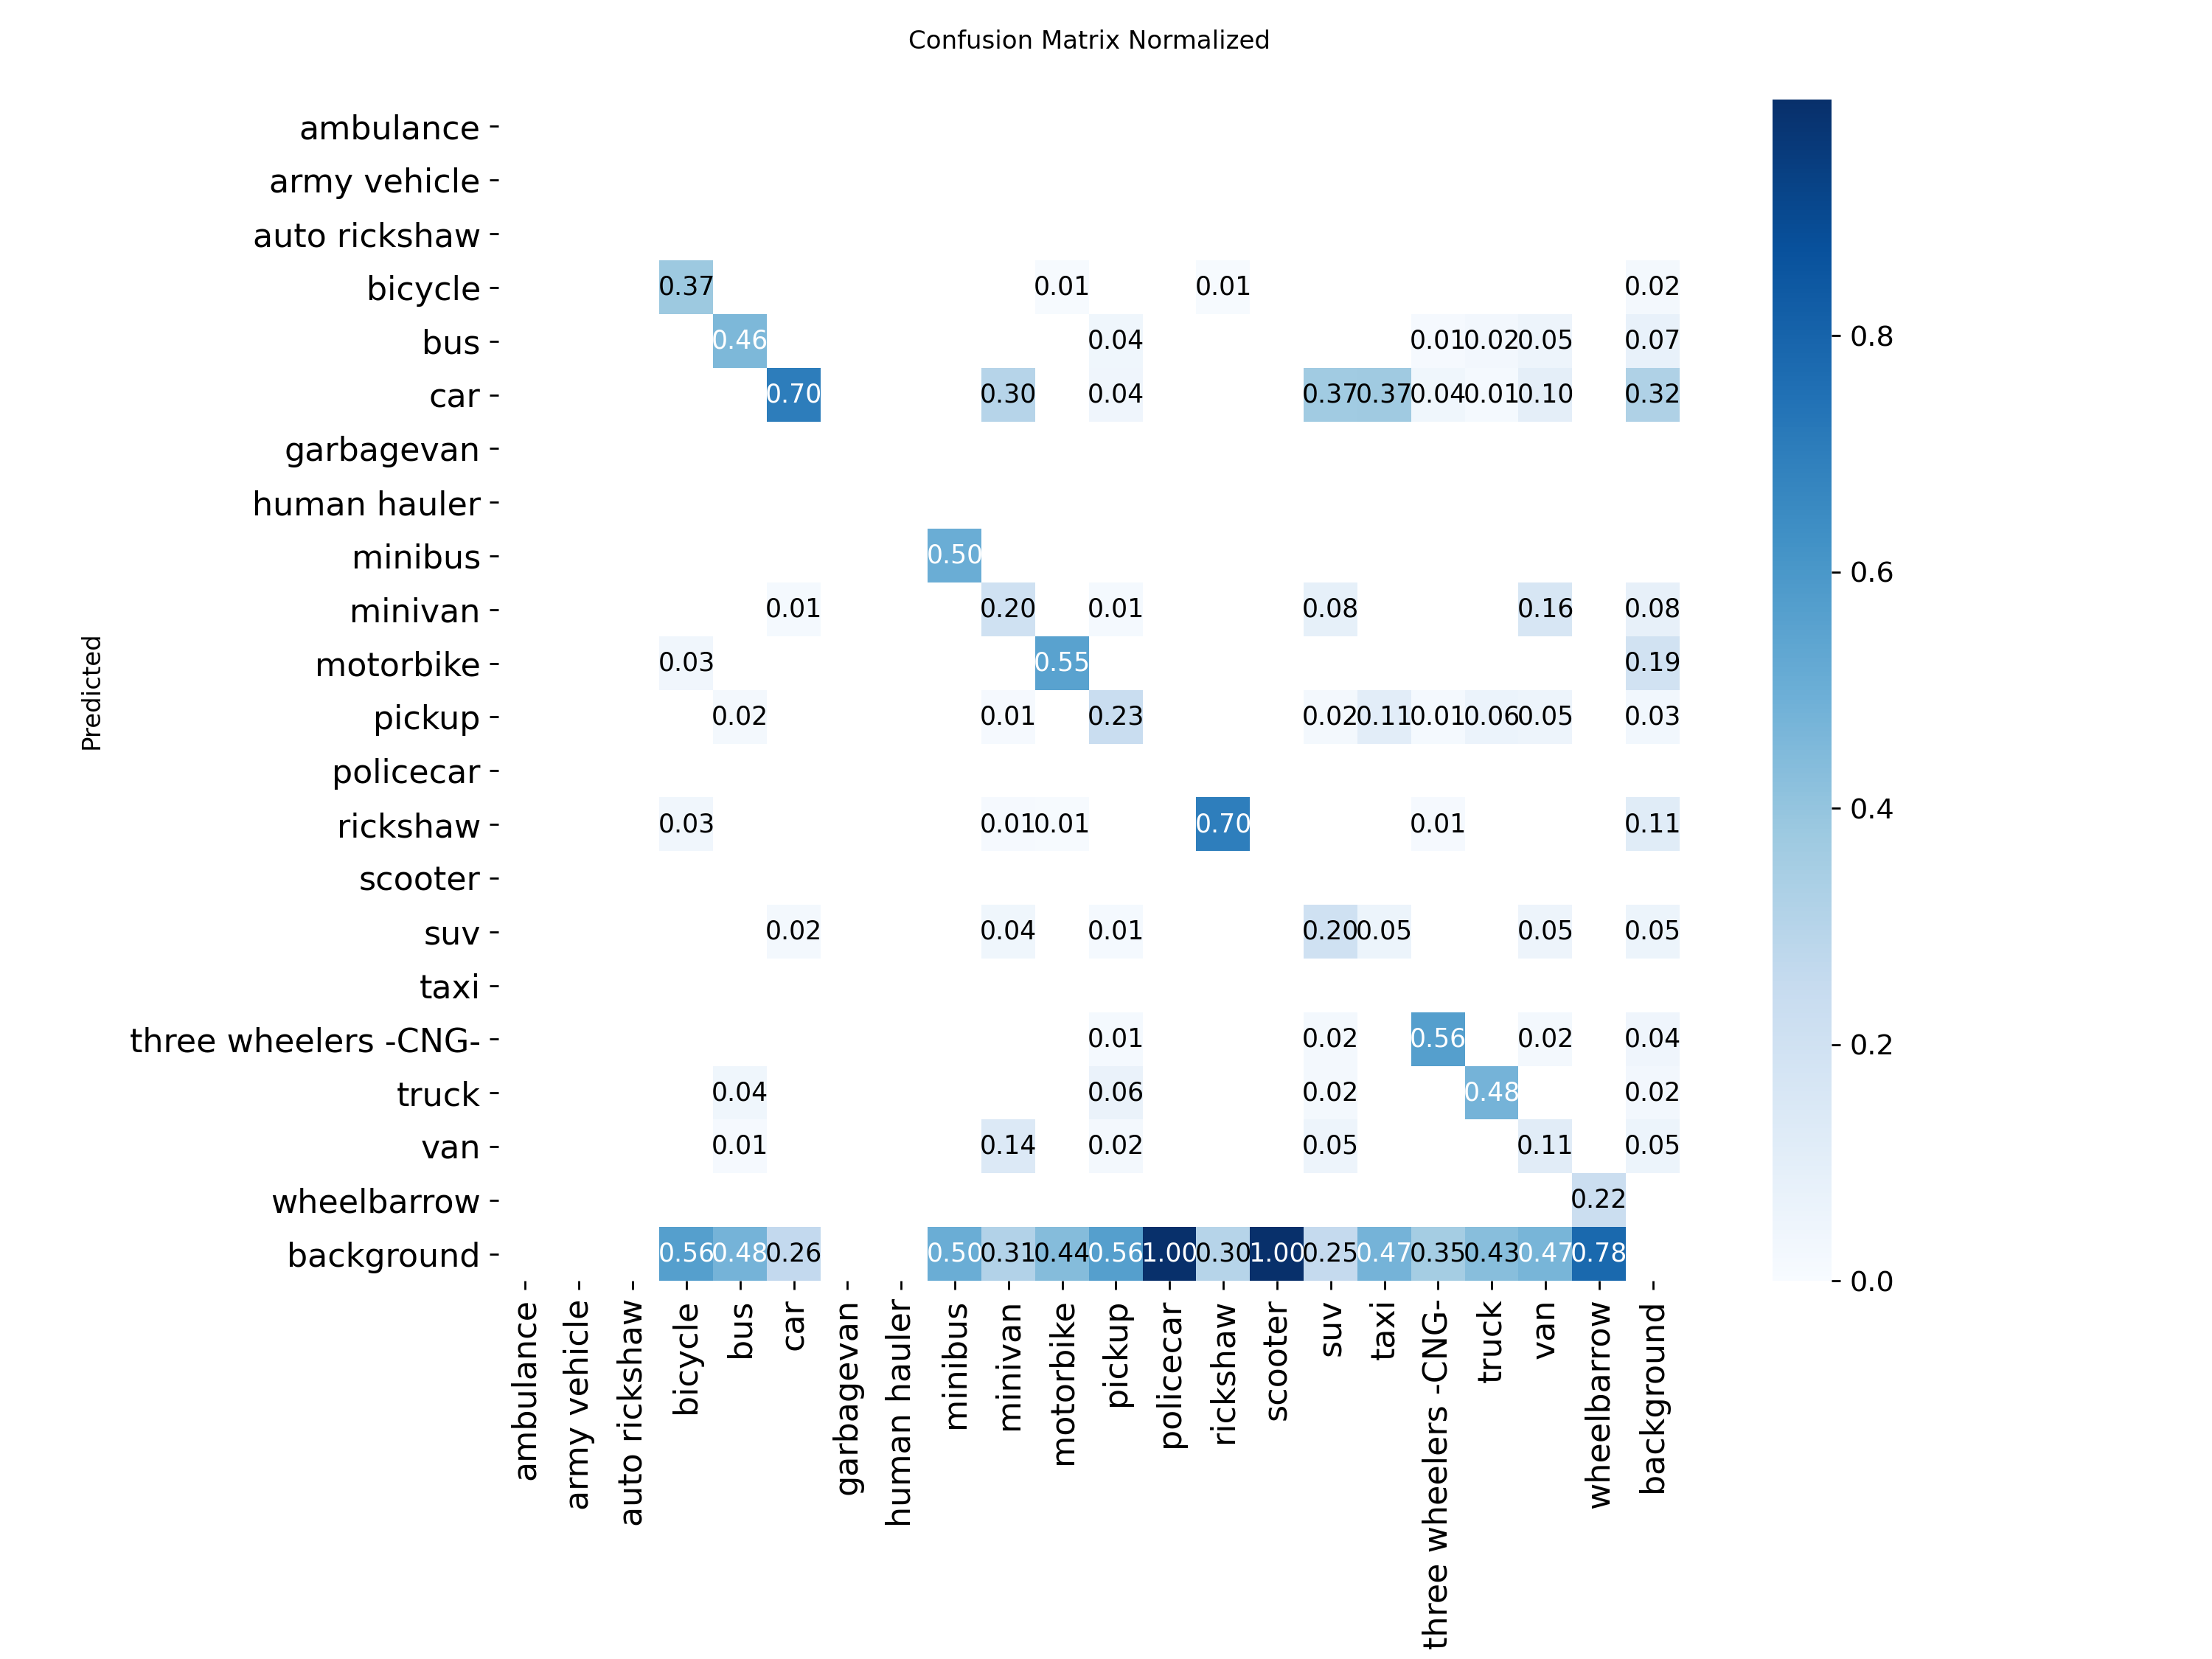 Confusion Matrix Normalized
ambulance
army vehicle
auto rickshaw
bicycle 0.37 0.01 0.01 0.02
bus 0.46 0.04 0.01 0.02 0.05 0.07
car 0.70 0.30 0.04 0.37 0.37 0.04 0.01 0.10 0.32
garbagevan
human hauler
minibus 0.50
minivan 0.01 0.20 0.01 0.08 0.16 0.08
motorbike 0.03 0.55 0.19
pickup 0.02 0.01 0.23 0.02 0.11 0.01 0.06 0.05 0.03
policecar
rickshaw 0.03 0.01 0.01 0.70 0.01 0.11
scooter
suv 0.02 0.04 0.01 0.20 0.05 0.05 0.05
taxi
three wheelers -CNG- 0.01 0.02 0.56 0.02 0.04
truck 0.04 0.06 0.02 0.48 0.02
van 0.01 0.14 0.02 0.05 0.11 0.05
wheelbarrow 0.22
background 0.56 0.48 0.26 0.50 0.31 0.44 0.56 1.00 0.30 1.00 0.25 0.47 0.35 0.43 0.47 0.78
Predicted
ambulance
army vehicle
auto rickshaw
bicycle
bus
car
garbagevan
human hauler
minibus
minivan
motorbike
pickup
policecar
rickshaw
scooter
suv
taxi
three wheelers -CNG-
truck
van
wheelbarrow
background
0.8
0.6
0.4
0.2
0.0